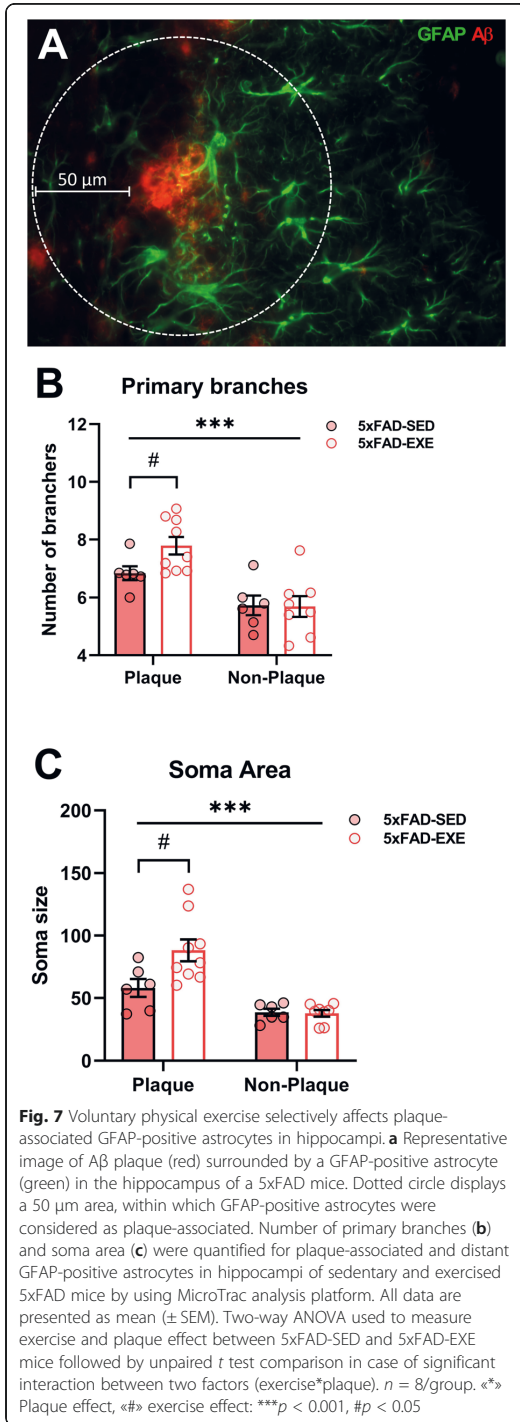 A
GFAP Aβ
50 μm
B
Primary branches
5xFAD-SED
5xFAD-EXE
***
#
Number of branchers
12
10
8
6
4
Plaque Non-Plaque
C
Soma Area
5xFAD-SED
5xFAD-EXE
***
#
Soma size
200
150
100
50
0
Plaque Non-Plaque
Fig. 7 Voluntary physical exercise selectively affects plaque-
associated GFAP-positive astrocytes in hippocampi. a Representative
image of Aβ plaque (red) surrounded by a GFAP-positive astrocyte
(green) in the hippocampus of a 5xFAD mice. Dotted circle displays
a 50 μm area, within which GFAP-positive astrocytes were
considered as plaque-associated. Number of primary branches (b)
and soma area (c) were quantified for plaque-associated and distant
GFAP-positive astrocytes in hippocampi of sedentary and exercised
5xFAD mice by using MicroTrac analysis platform. All data are
presented as mean (± SEM). Two-way ANOVA used to measure
exercise and plaque effect between 5xFAD-SED and 5xFAD-EXE
mice followed by unpaired t test comparison in case of significant
interaction between two factors (exercise*plaque). n = 8/group. «*»
Plaque effect, «#» exercise effect: ***p < 0.001, #p < 0.05